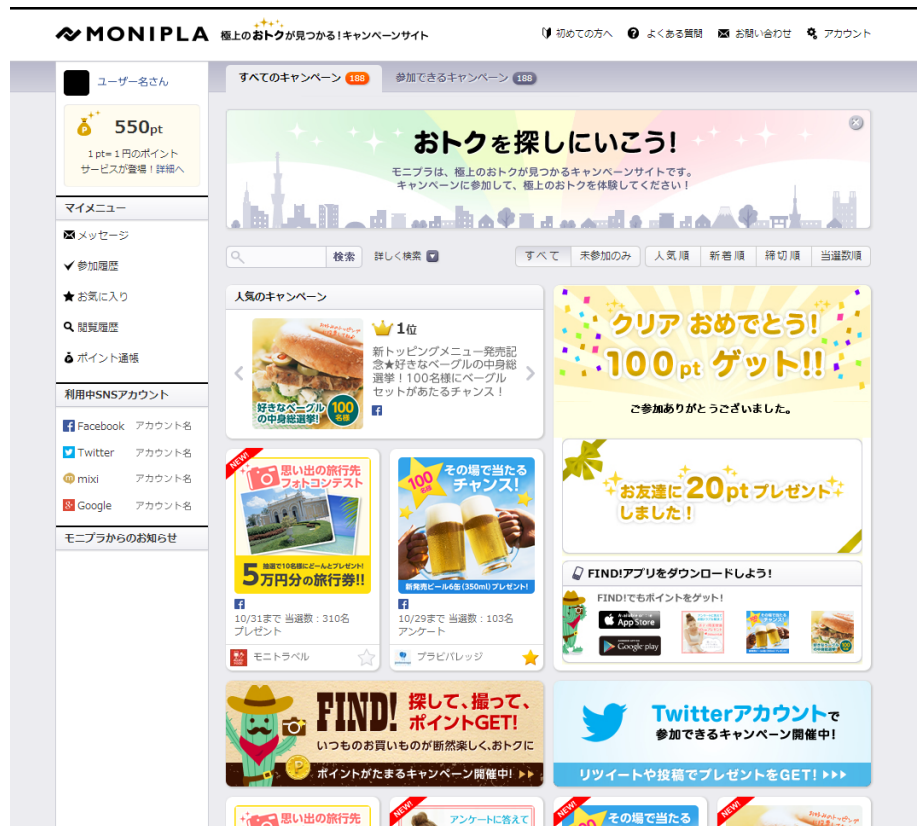 MONIPLA 極上のおトクが見つかる!キャンペーンサイト
初めての方へ よくある質問 お問い合わせ アカウント
ユーザー名さん
550pt
1pt=1円のポイント
サービスが登場!詳細へ
マイメニュー
メッセージ
参加履歴
お気に入り
閲覧履歴
ポイント通帳
利用中SNSアカウント
Facebook アカウント名
Twitter アカウント名
mixi アカウント名
Google アカウント名
モニプラからのお知らせ
すべてのキャンペーン 188 参加できるキャンペーン 188
おトクを探しにいこう!
モニプラは、極上のおトクが見つかるキャンペーンサイトです。
キャンペーンに参加して、極上のおトクを体験してください!
検索 詳しく検索
すべて 未参加のみ 人気順 新着順 締切順 当選数順
人気のキャンペーン
好きなベーグル
の中身総選挙!
100名様
1位
新トッピングメニュー発売記
念★好きなベーグルの中身総
選挙!100名様にベーグル
セットがあたるチャンス!
クリア おめでとう!
100pt ゲット!!
ご参加ありがとうございました。
お友達に20ptプレゼント
しました!
NEW!
思い出の旅行先
フォトコンテスト
抽選で10名様にどーんとプレゼント!
5万円分の旅行券!!
10/31まで 当選数:310名
プレゼント
モニトラベル
100名様
その場で当たる
チャンス!
新発売ビール6缶(350ml)プレゼント!
10/29まで 当選数:103名
アンケート
プラビバレッジ
FIND!アプリをダウンロードしよう!
FIND!でもポイントをゲット!
App Store
Google play
FIND! 探して、撮って、
ポイントGET!
いつものお買いものが断然楽しく、おトクに
ポイントがたまるキャンペーン開催中!
Twitterアカウントで
参加できるキャンペーン開催中!
リツイートや投稿でプレゼントをGET!
思い出の旅行先
NEW!
アンケートに答えて
NEW!
その場で当たる
NEW!